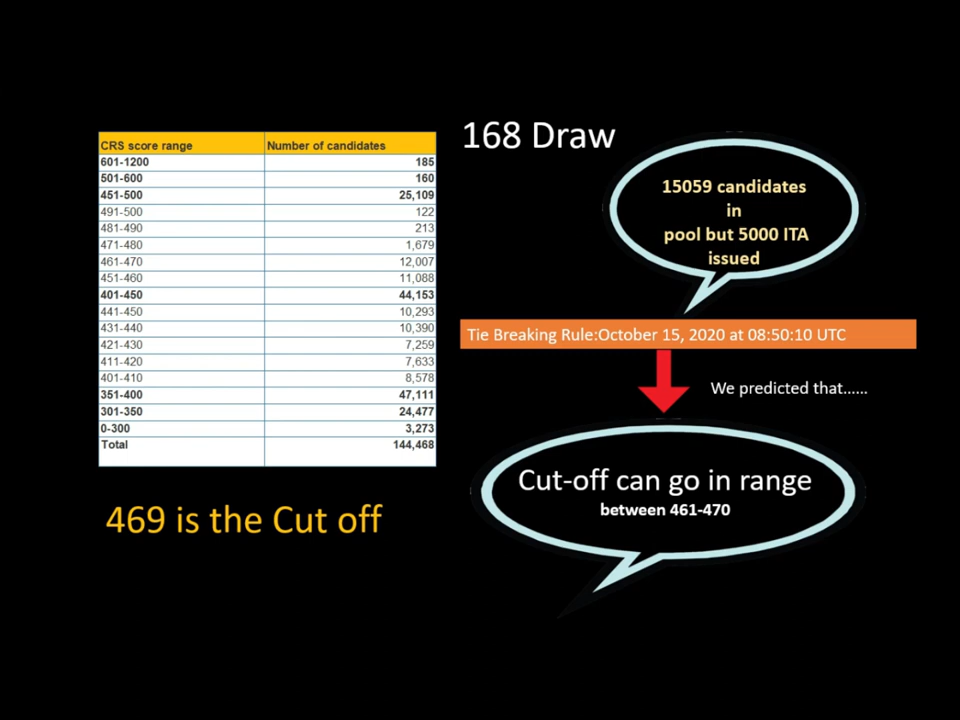 168 Draw
CRS score range Number of candidates
601-1200 185
501-600 160
451-500 25,109
491-500 122
481-490 213
471-480 1,679
461-470 12,007
451-460 11,088
401-450 44,153
441-450 10,293
431-440 10,390
421-430 7,259
411-420 7,633
401-410 8,578
351-400 47,111
301-350 24,477
0-300 3,273
Total 144,468
469 is the Cut off
15059 candidates
in
pool but 5000 ITA
issued
Tie Breaking Rule:October 15, 2020 at 08:50:10 UTC
We predicted that......
Cut-off can go in range
between 461-470